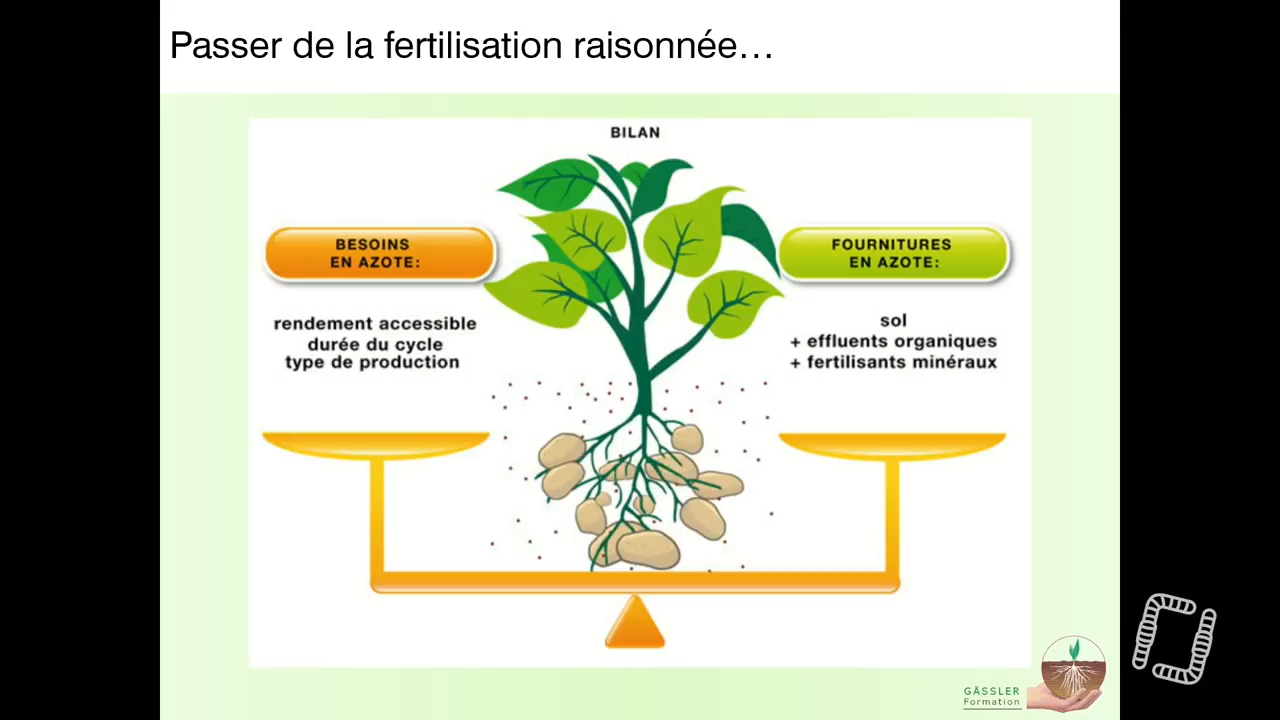 Passer de la fertilisation raisonnée…
BILAN
BESOINS
EN AZOTE:
rendement accessible
durée du cycle
type de production
FOURNITURES
EN AZOTE:
sol
+ effluents organiques
+ fertilisants minéraux
GÄSSLER
Formation